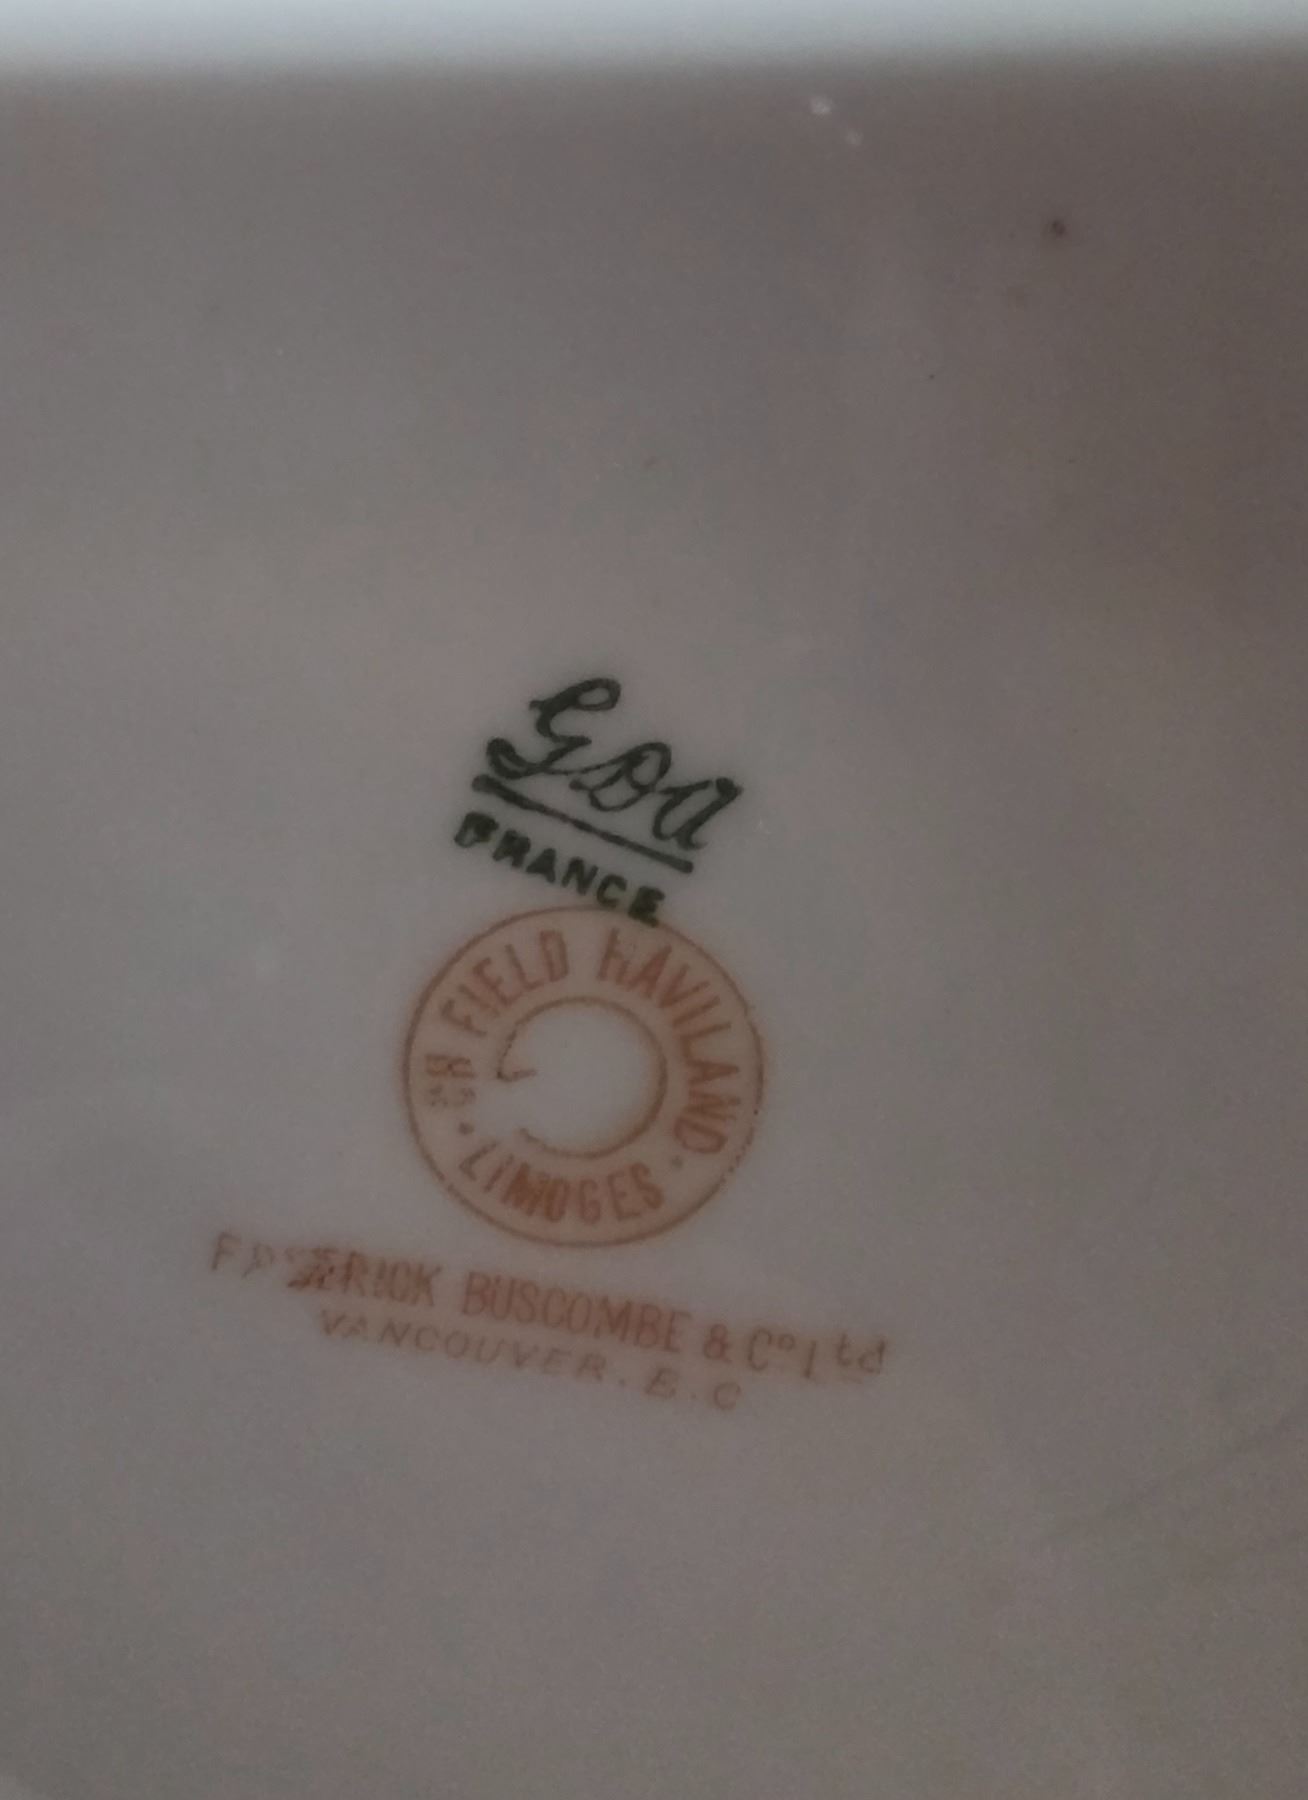 GDA
FRANCE
FIELD HAVILAND
LIMOGES
BUSCOMBE & Co Ltd
VANCOUVER. B.C